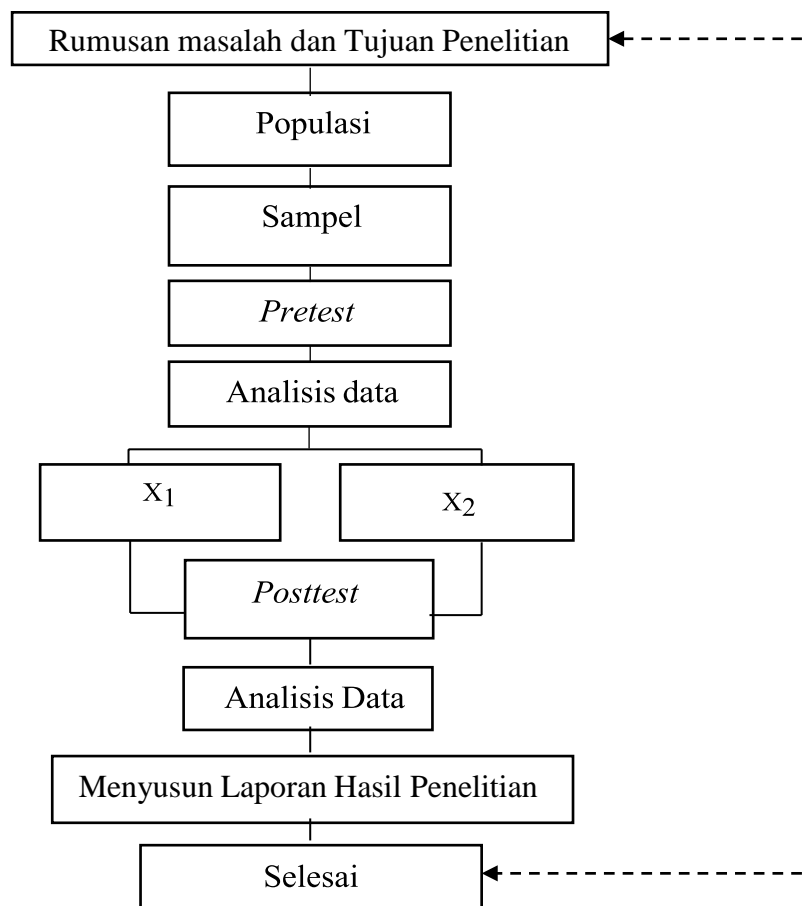 Rumusan masalah dan Tujuan Penelitian
Populasi
Sampel
Pretest
Analisis data
X1
X2
Posttest
Analisis Data
Menyusun Laporan Hasil Penelitian
Selesai